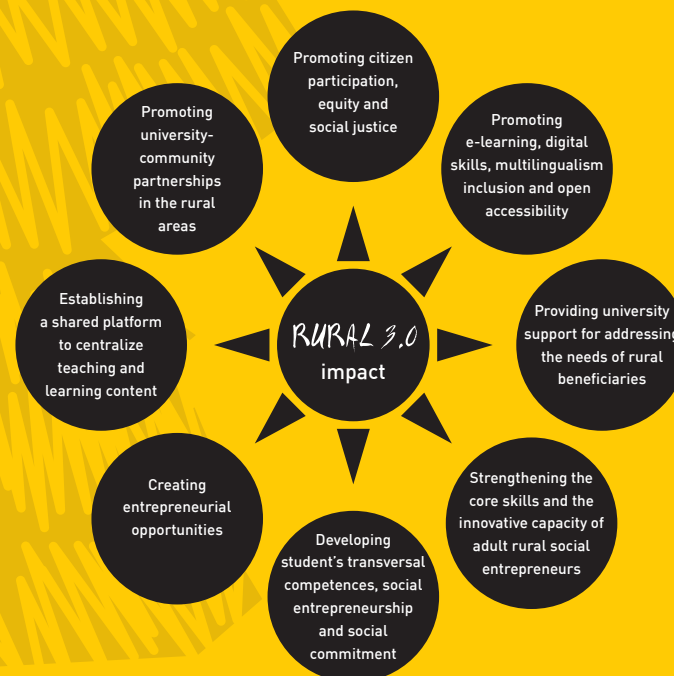 Promoting citizen
participation,
equity and
social justice
Promoting
e-learning, digital
skills, multilingualism
inclusion and open
accessibility
Providing university
support for addressing
the needs of rural
beneficiaries
Strengthening the
core skills and the
innovative capacity of
adult rural social
entrepreneurs
Developing
student's transversal
competences, social
entrepreneurship
and social
commitment
Creating
entrepreneurial
opportunities
Establishing
a shared platform
to centralize
teaching and
learning content
Promoting
university-
community
partnerships
in the rural
areas
RURAL 3.0
impact